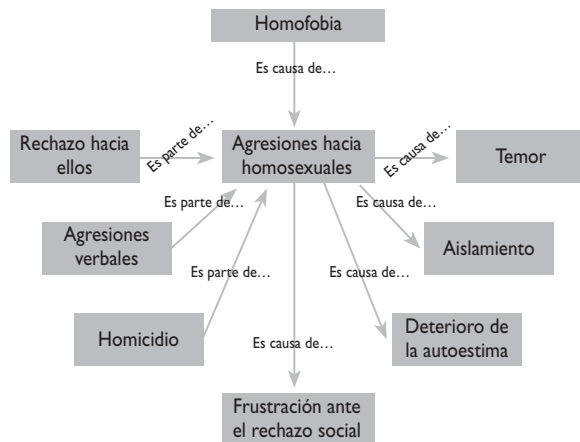 Homofobia
Es causa de…
Rechazo hacia
ellos
Es parte de…
Agresiones hacia
homosexuales
Es causa de…
Temor
Es parte de…
Es causa de…
Agresiones
verbales
Aislamiento
Es parte de…
Es causa de…
Homicidio
Es causa de…
Deterioro de
la autoestima
Frustración ante
el rechazo social